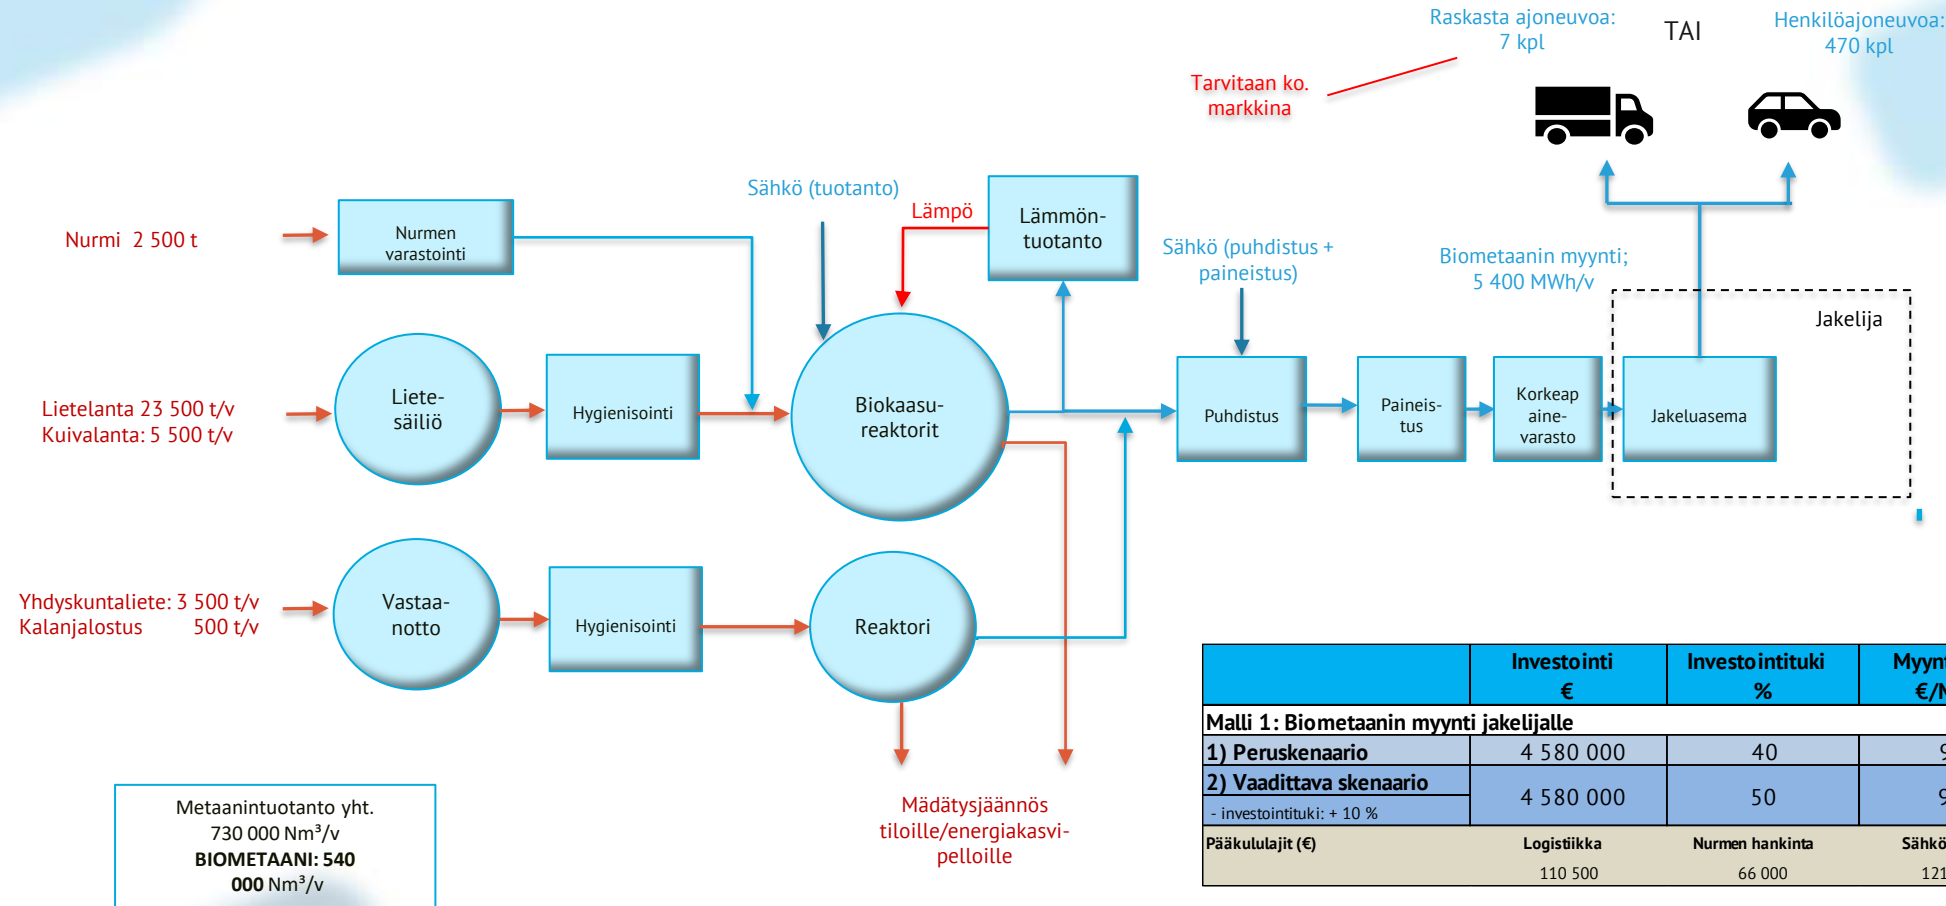 Raskasta ajoneuvoa:
7 kpl
TAI
Henkilöajoneuvoa:
470 kpl
Tarvitaan ko.
markkina
Sähkö (tuotanto)
Lämpö
Lämmön-
tuotanto
Nurmi 2 500 t
Nurmen
varastointi
Sähkö (puhdistus +
paineistus)
Biometaanin myynti;
5 400 MWh/v
Jakelija
Lietelanta 23 500 t/v
Kuivalanta: 5 500 t/v
Liete-
säiliö
Hygienisointi
Biokaasu-
reaktorit
Puhdistus
Paineis-
tus
Korkeap
aine-
varasto
Jakeluasema
Yhdyskuntaliete: 3 500 t/v
Kalanjalostus 500 t/v
Vastaa-
notto
Hygienisointi
Reaktori
Mädätysjäännös
tiloille/energiakasvi-
pelloille
Metaanintuotanto yht.
730 000 Nm³/v
BIOMETAANI: 540
000 Nm³/v
Investointi Investointituki
€ %
Malli 1: Biometaanin myynti jakelijalle
1) Peruskenaario 4 580 000 40
2) Vaadittava skenaario 4 580 000 50
- investointituki: + 10 %
Pääkululajit (€) Logistiikka Nurmen hankinta Sähkö
110 500 66 000 121